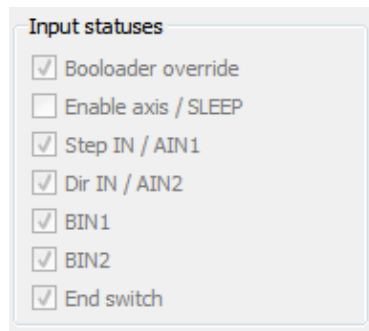 Input statuses
Booloader override
Enable axis / SLEEP
Step IN / AIN1
Dir IN / AIN2
BIN1
BIN2
End switch